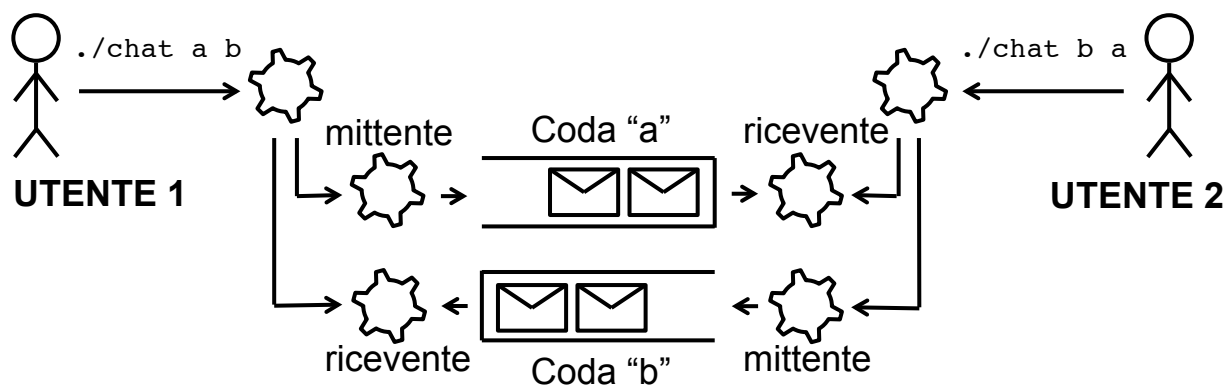 ./chat a b
./chat b a
mittente
Coda “a”
ricevente
UTENTE 1
UTENTE 2
ricevente
Coda “b”
mittente